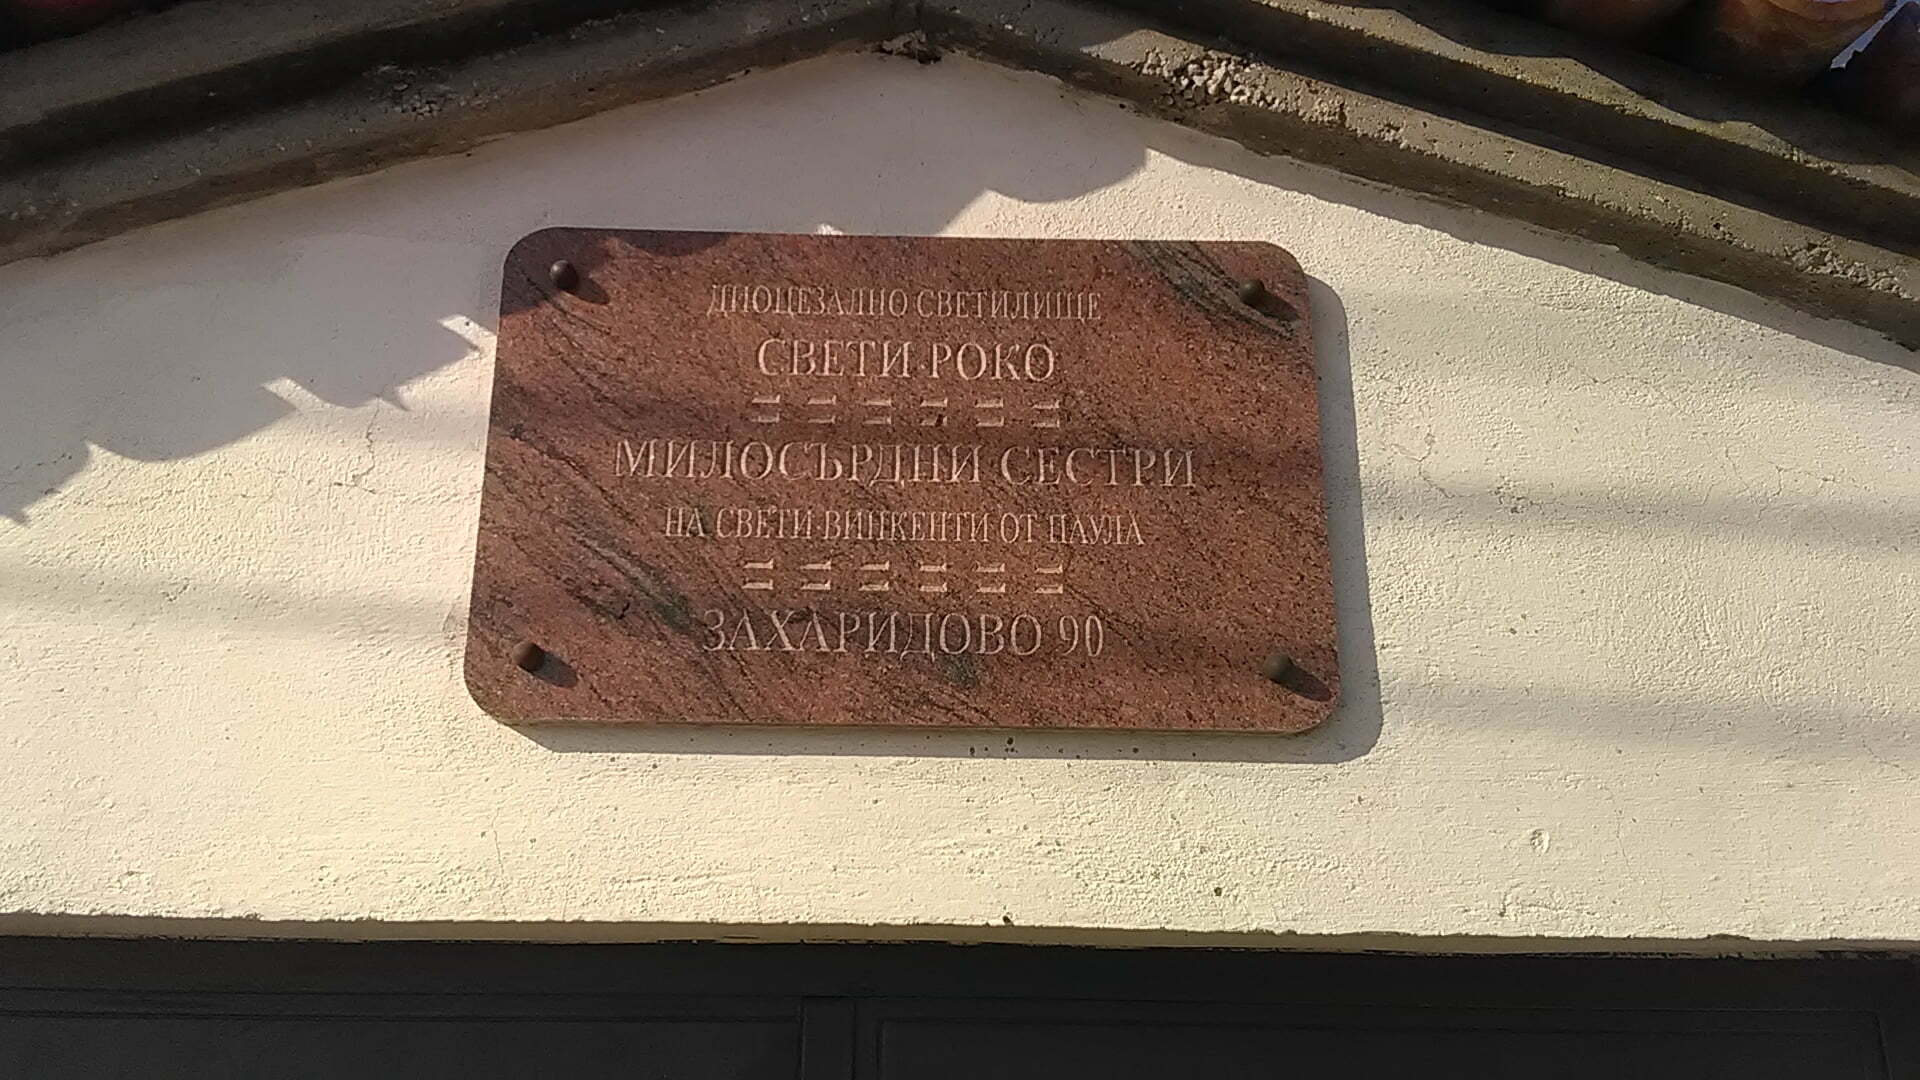 ДИОЦЕЗАЛНО СВЕТИЛИЩЕ
СВЕТИ РОКО
МИЛОСЪРДНИ СЕСТРИ
НА СВЕТИ ВИНКЕНТИ ОТ ПАУЛА
ЗАХАРИДОВО 90